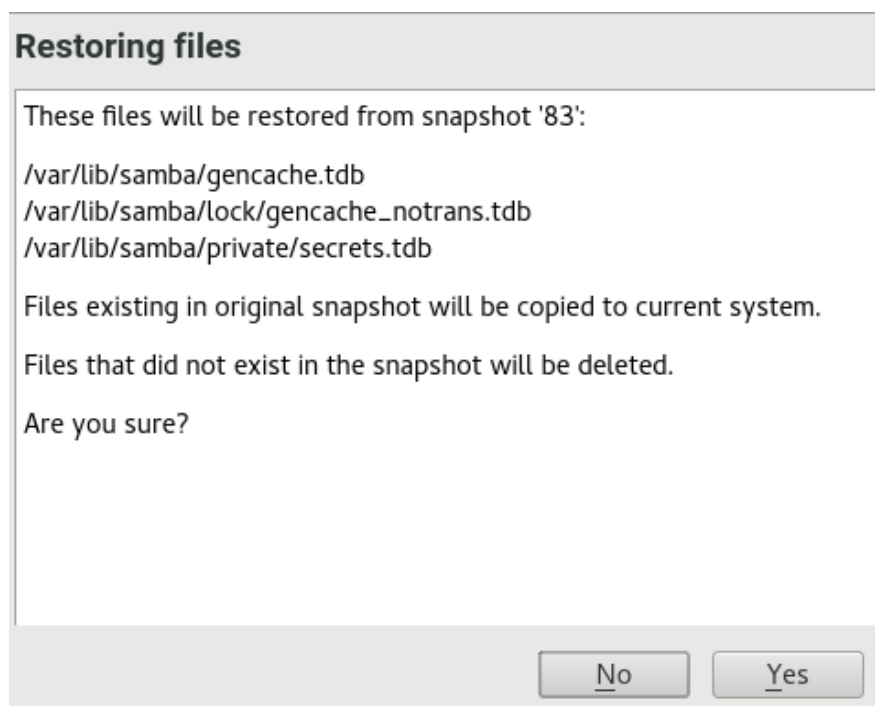 Restoring files
These files will be restored from snapshot '83':
/var/lib/samba/gencache.tdb
/var/lib/samba/lock/gencache_notrans.tdb
/var/lib/samba/private/secrets.tdb
Files existing in original snapshot will be copied to current system.
Files that did not exist in the snapshot will be deleted.
Are you sure?
No
Yes